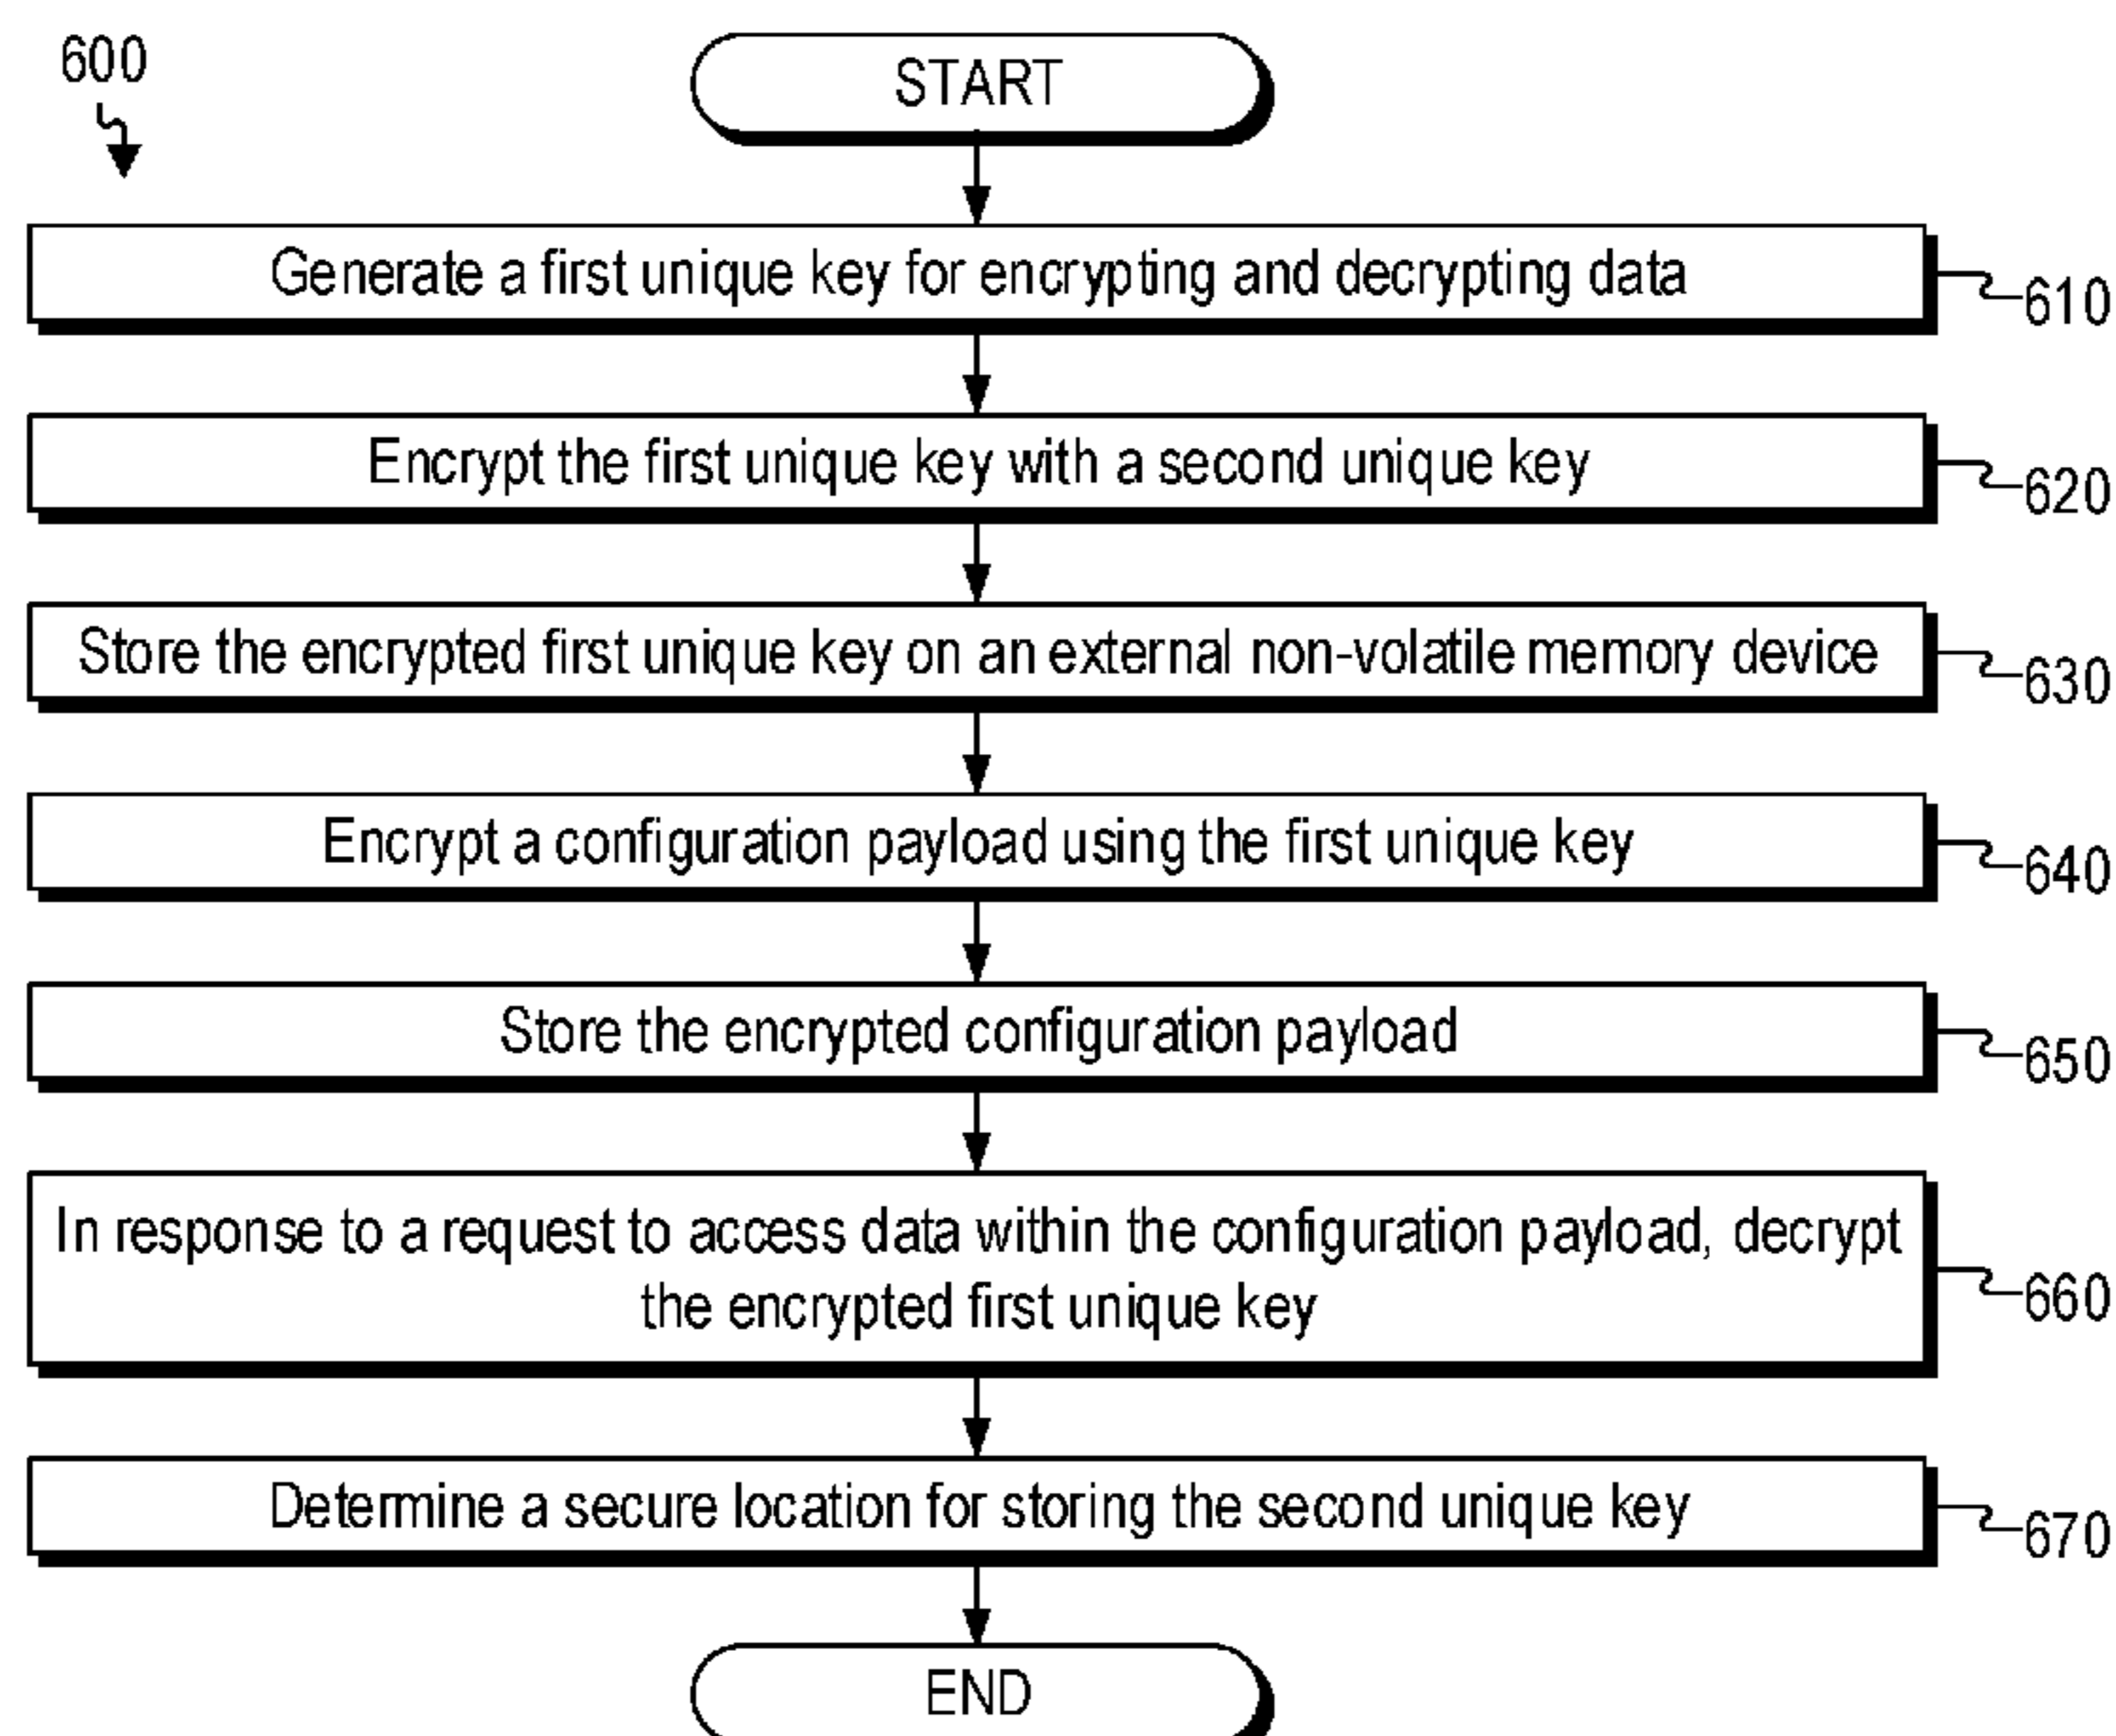 600
START
Generate a first unique key for encrypting and decrypting data
610
Encrypt the first unique key with a second unique key
620
Store the encrypted first unique key on an external non-volatile memory device
630
Encrypt a configuration payload using the first unique key
640
Store the encrypted configuration payload
650
In response to a request to access data within the configuration payload, decrypt
the encrypted first unique key
660
Determine a secure location for storing the second unique key
670
END